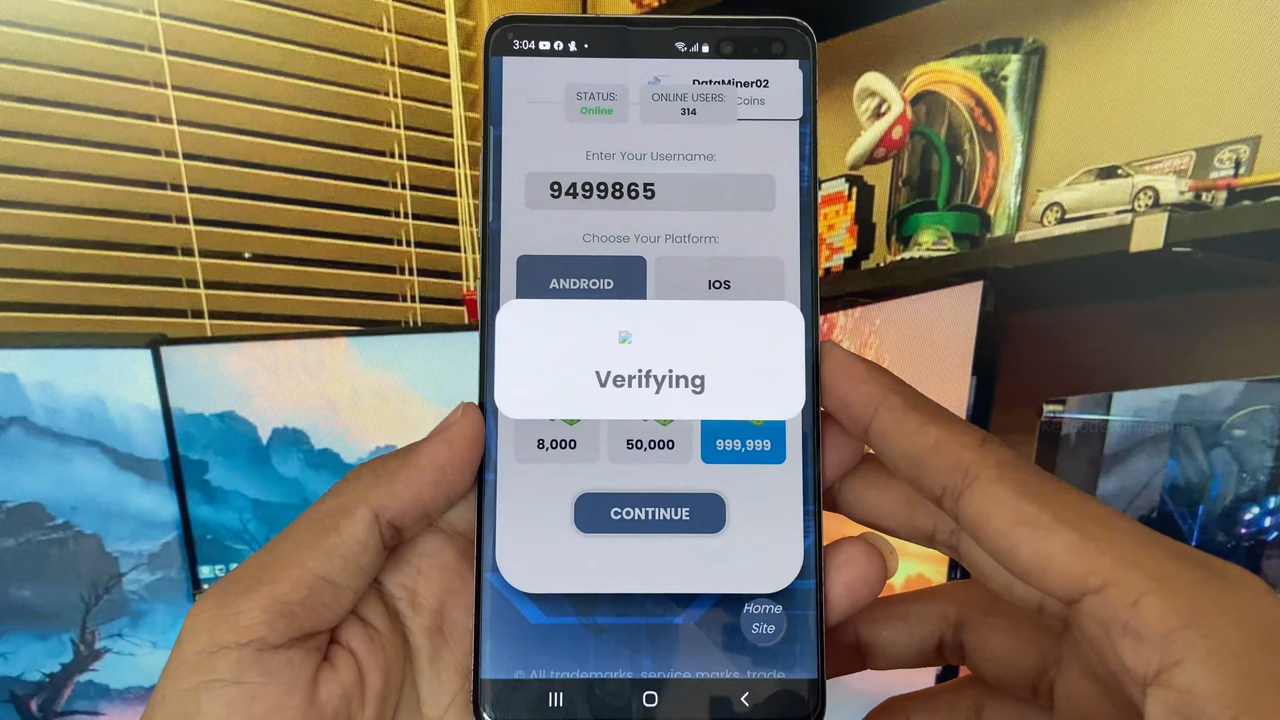 3:04
DataMiner02
STATUS:
Online
ONLINE USERS:
314
Coins
Enter Your Username:
9499865
Choose Your Platform:
ANDROID
IOS
Verifying
8,000
50,000
999,999
CONTINUE
Home
Site
© All trademarks, service marks, trade